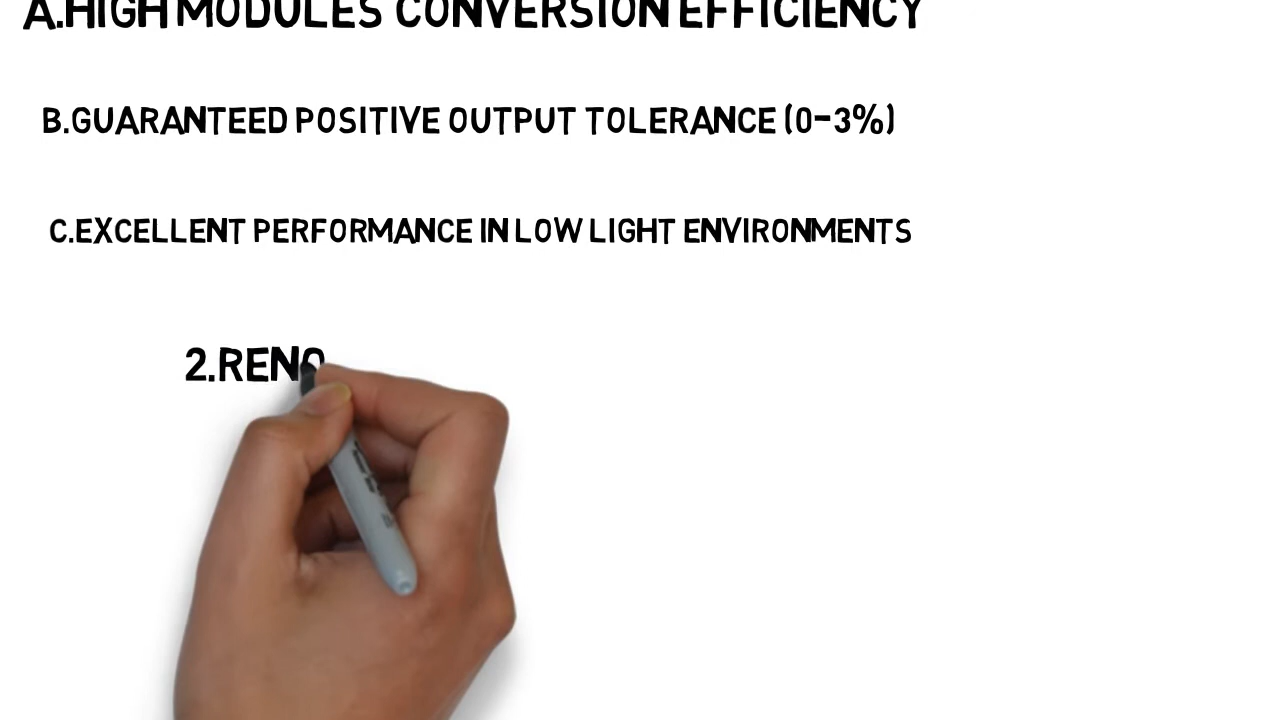 A.HIGH MODULES CONVERSION EFFICIENCY
B.GUARANTEED POSITIVE OUTPUT TOLERANCE (0-3%)
C.EXCELLENT PERFORMANCE IN LOW LIGHT ENVIRONMENTS
2.RENO